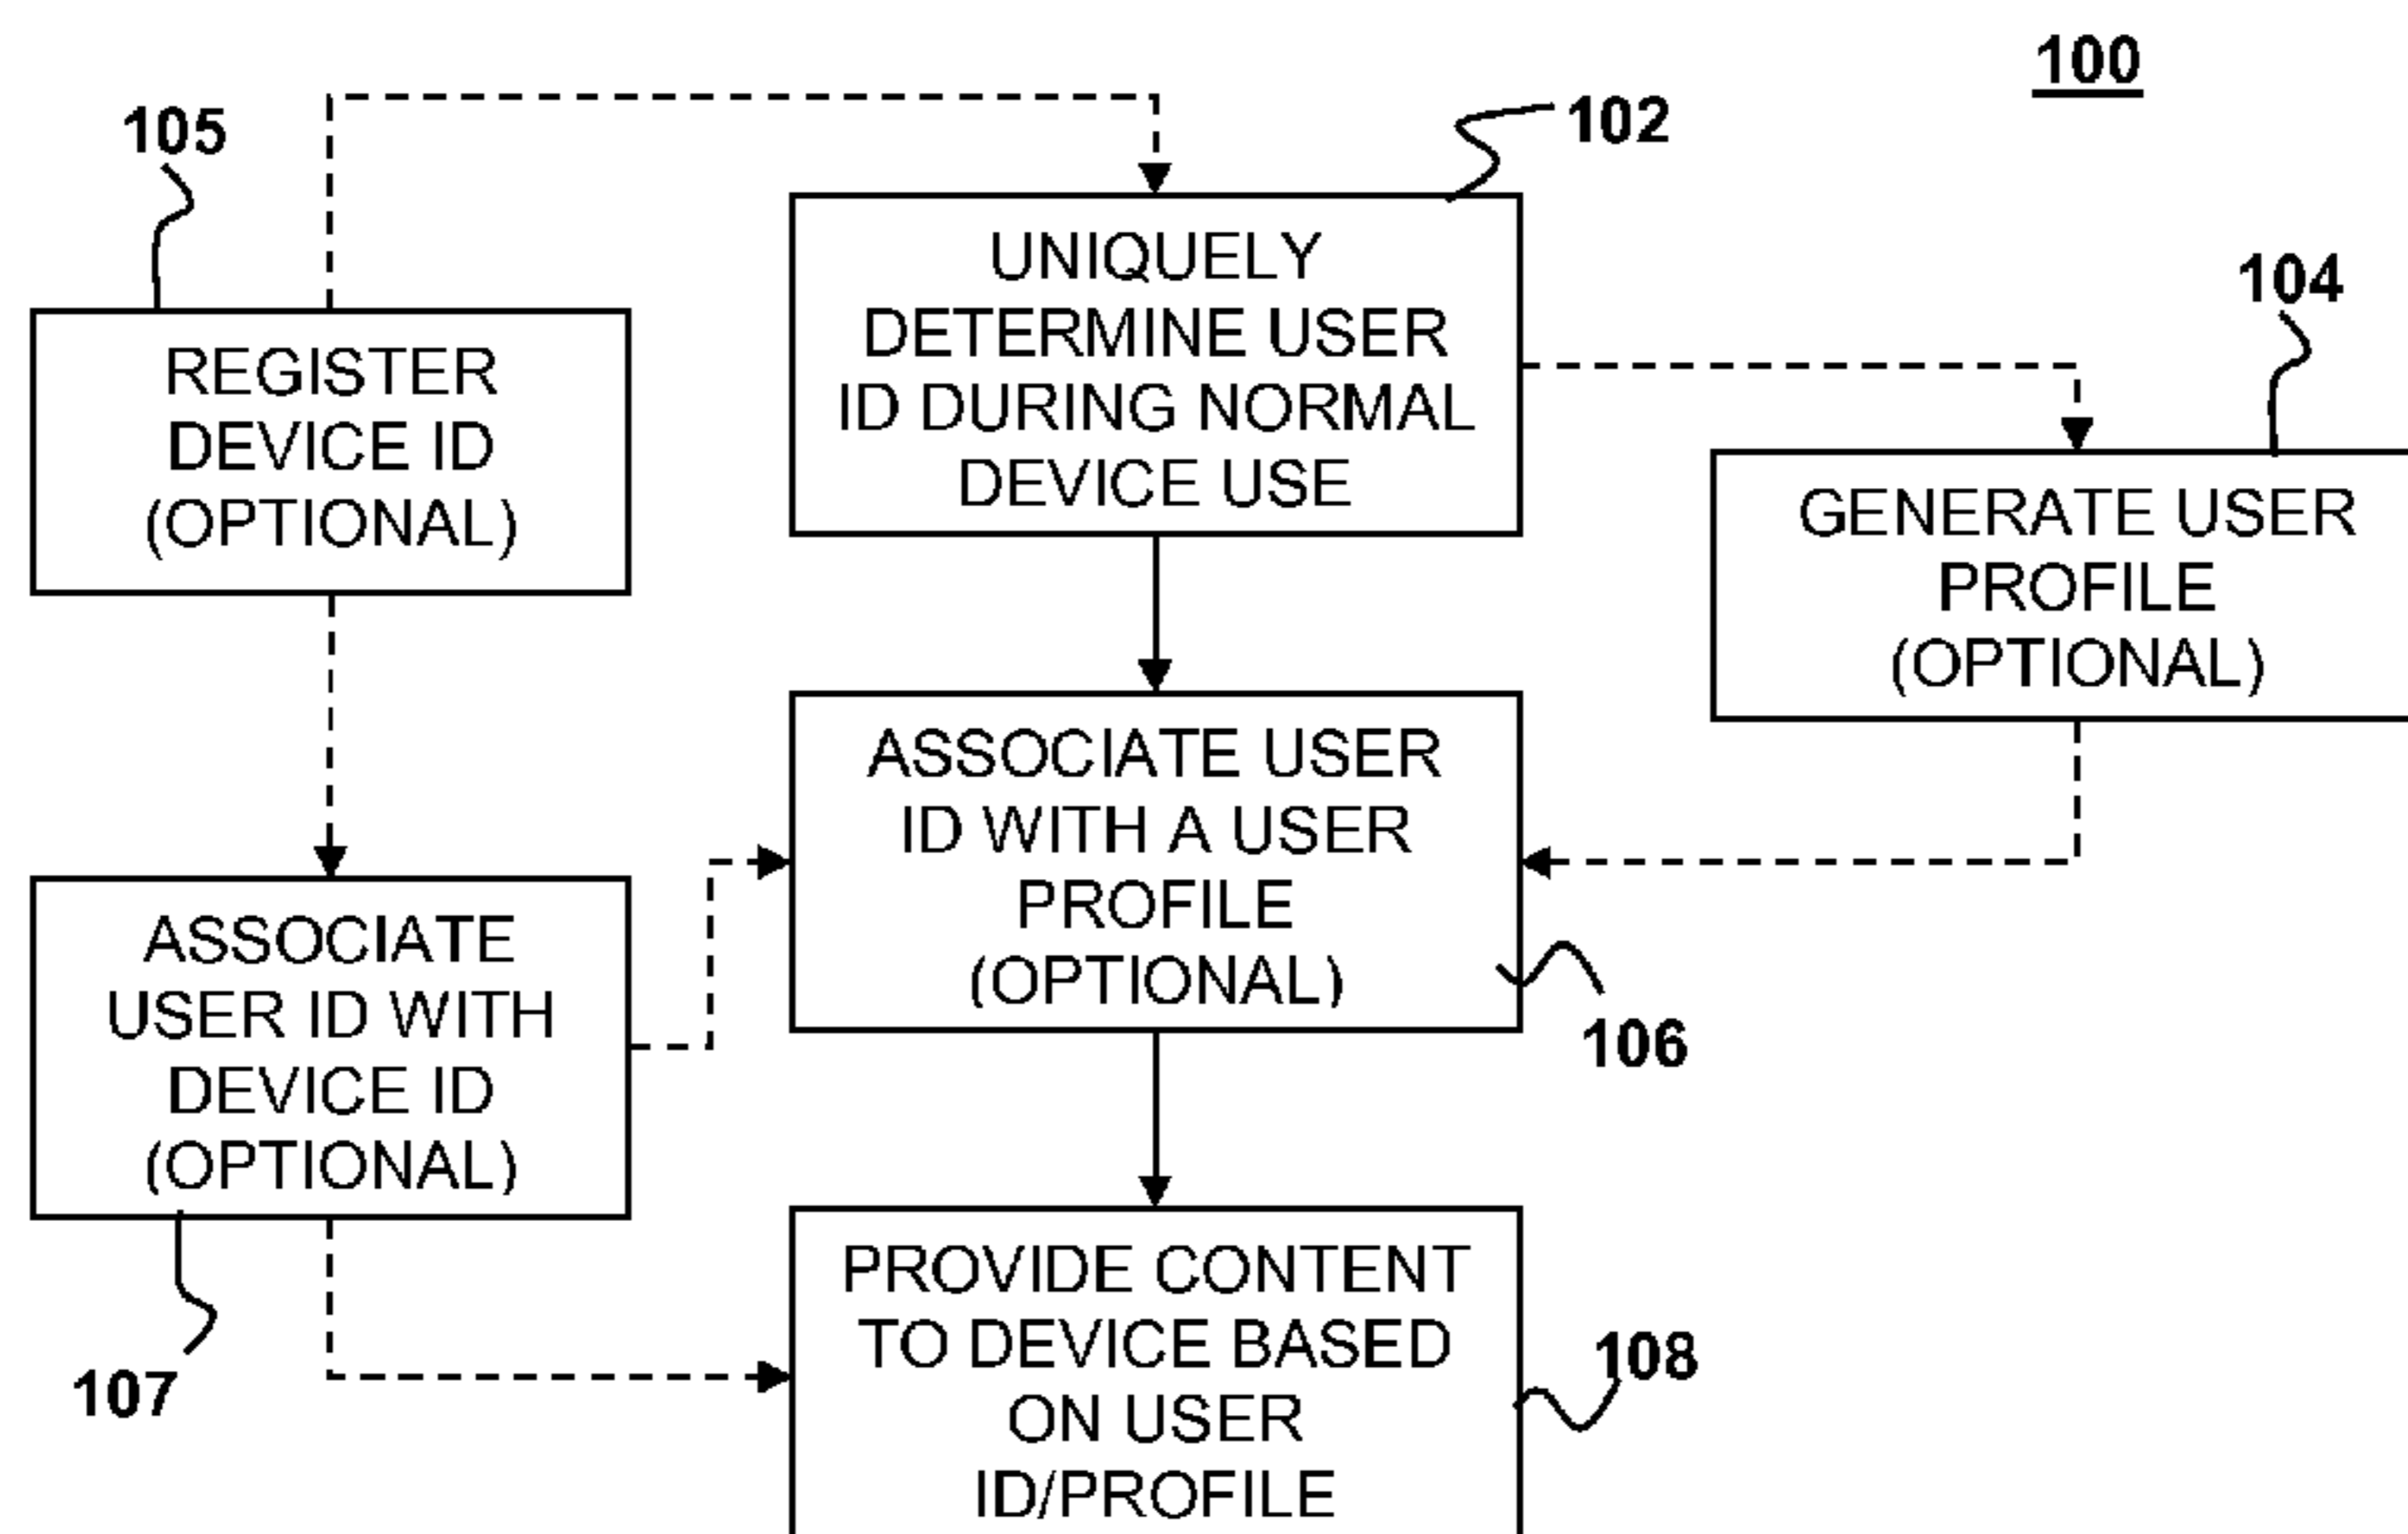 100
105
102
UNIQUELY
DETERMINE USER
ID DURING NORMAL
DEVICE USE
104
REGISTER
DEVICE ID
(OPTIONAL)
GENERATE USER
PROFILE
(OPTIONAL)
ASSOCIATE USER
ID WITH A USER
PROFILE
(OPTIONAL)
106
ASSOCIATE
USER ID WITH
DEVICE ID
(OPTIONAL)
107
PROVIDE CONTENT
TO DEVICE BASED
ON USER
ID/PROFILE
108